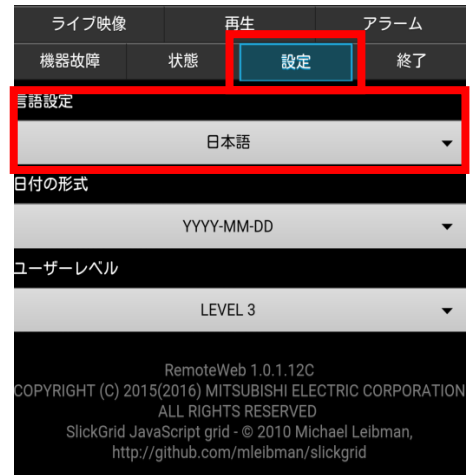 ライブ映像 再生 アラーム
機器故障 状態 設定 終了
言語設定
日本語
日付の形式
YYYY-MM-DD
ユーザーレベル
LEVEL 3
RemoteWeb 1.0.1.12C
COPYRIGHT (C) 2015(2016) MITSUBISHI ELECTRIC CORPORATION
ALL RIGHTS RESERVED
SlickGrid JavaScript grid - © 2010 Michael Leibman,
http://github.com/mleibman/slickgrid